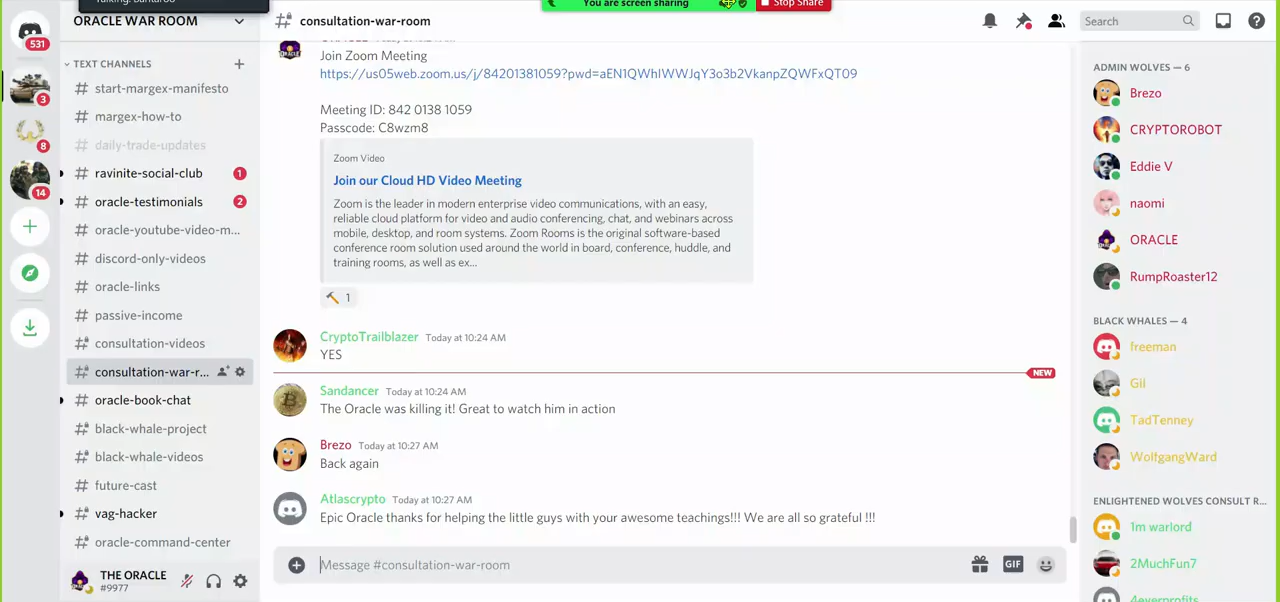 531
3
8
14
ORACLE WAR ROOM
TEXT CHANNELS
start-margex-manifesto
margex-how-to
daily-trade-updates
ravinite-social-club
1
oracle-testimonials
2
oracle-youtube-video-m...
discord-only-videos
oracle-links
passive-income
consultation-videos
consultation-war-r...
oracle-book-chat
black-whale-project
black-whale-videos
future-cast
vag-hacker
oracle-command-center
THE ORACLE
#9977
consultation-war-room
You are screen sharing
Stop Share
Search
Join Zoom Meeting
https://us05web.zoom.us/j/84201381059?pwd=aEN1QWhIWWJqY3o3b2VkanpZQWFxQT09
Meeting ID: 842 0138 1059
Passcode: C8wzm8
Zoom Video
Join our Cloud HD Video Meeting
Zoom is the leader in modern enterprise video communications, with an easy,
reliable cloud platform for video and audio conferencing, chat, and webinars across
mobile, desktop, and room systems. Zoom Rooms is the original software-based
conference room solution used around the world in board, conference, huddle, and
training rooms, as well as ex...
1
CryptoTrailblazer Today at 10:24 AM
YES
NEW
Sandancer Today at 10:24 AM
The Oracle was killing it! Great to watch him in action
Brezo Today at 10:27 AM
Back again
Atlascrypto Today at 10:27 AM
Epic Oracle thanks for helping the little guys with your awesome teachings!!! We are all so grateful !!!
Message #consultation-war-room
GIF
ADMIN WOLVES — 6
Brezo
CRYPTOROBOT
Eddie V
naomi
ORACLE
RumpRoaster12
BLACK WHALES — 4
freeman
Gil
TadTenney
WolfgangWard
ENLIGHTENED WOLVES CONSULT R...
1m warlord
2MuchFun7
4everprofits